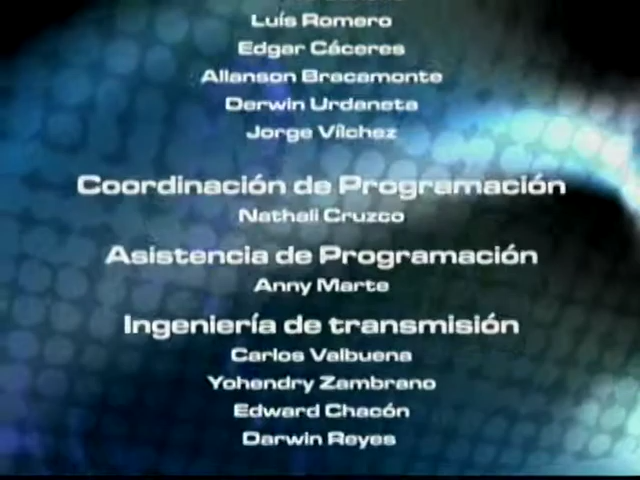 Luís Romero
Edgar Cáceres
Allanson Bracamonte
Derwin Urdaneta
Jorge Vílchez
Coordinación de Programación
Nathali Cruzco
Asistencia de Programación
Anny Marte
Ingeniería de transmisión
Carlos Valbuena
Yohendry Zambrano
Edward Chacón
Darwin Reyes